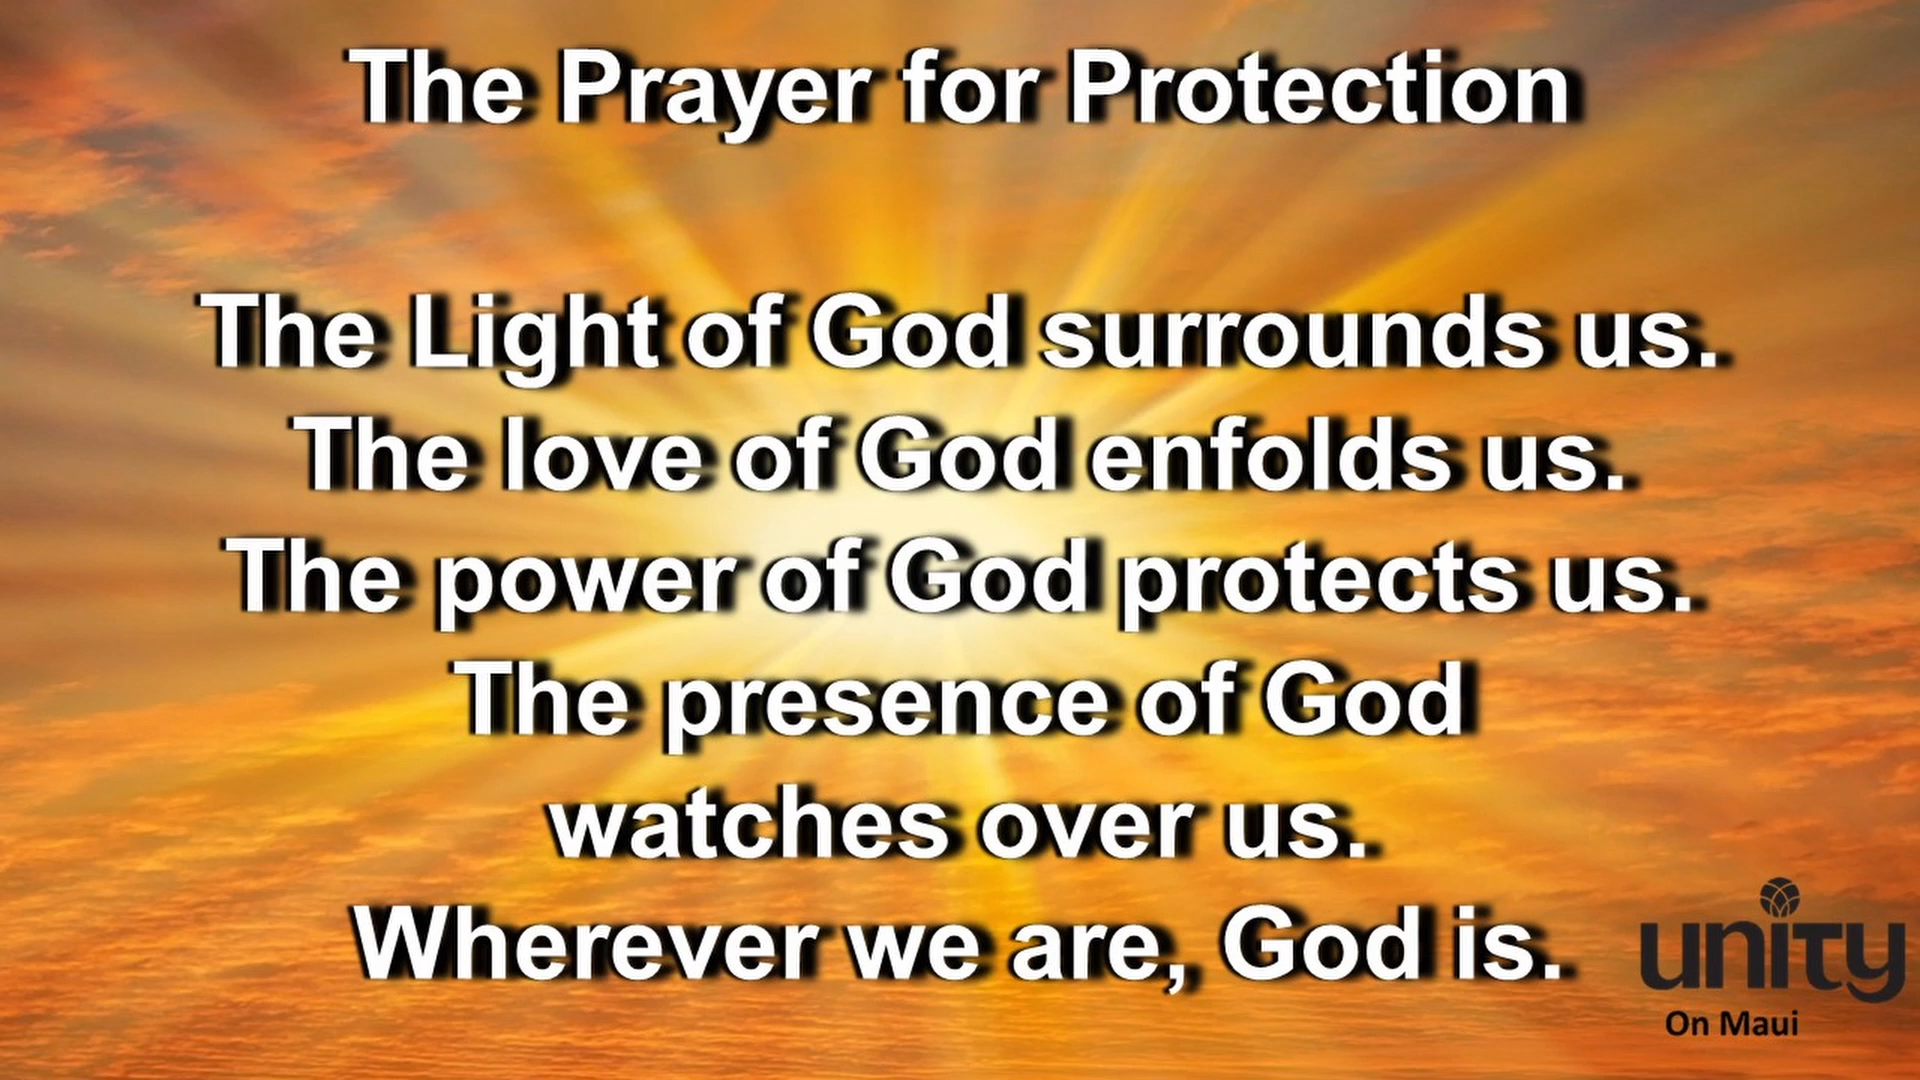 The Prayer for Protection
The Light of God surrounds us.
The love of God enfolds us.
The power of God protects us.
The presence of God
watches over us.
Wherever we are, God is.
unity
On Maui